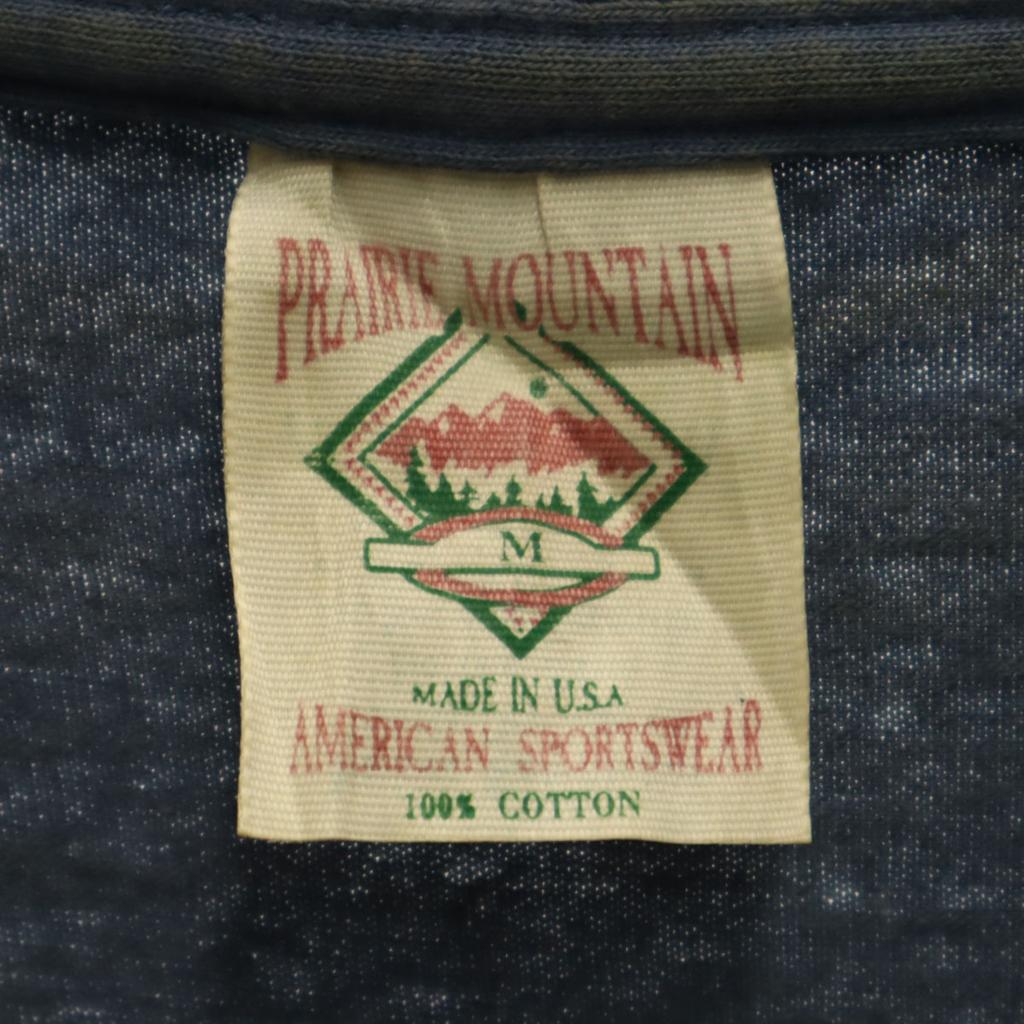 PRAIRIE MOUNTAIN
M
MADE IN U.S.A
AMERICAN SPORTSWEAR
100% COTTON